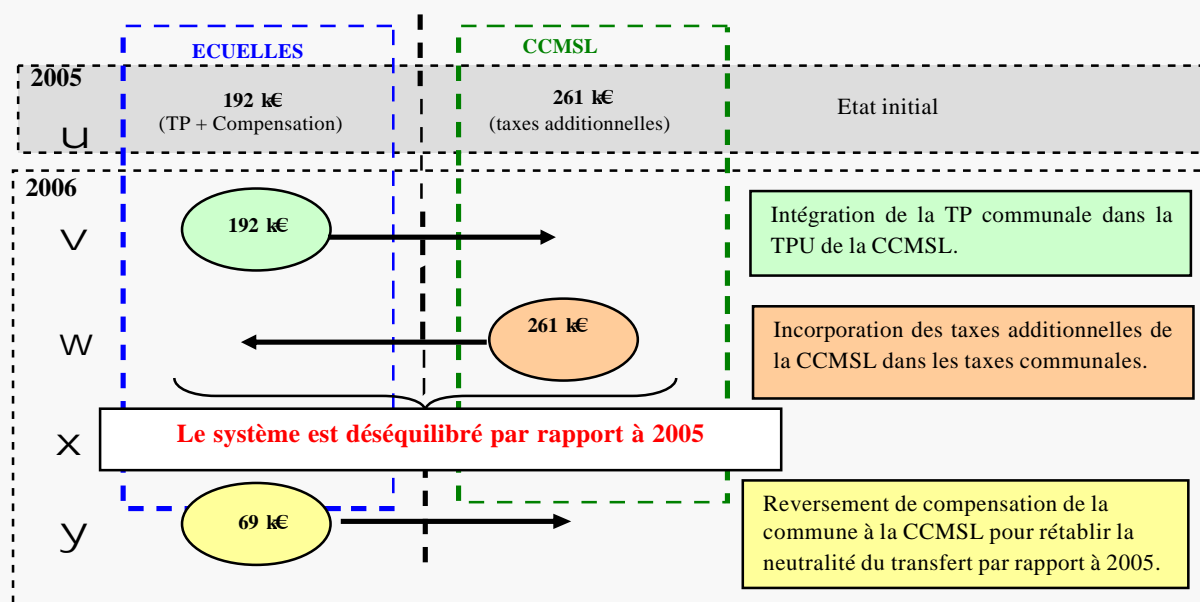 ECUELLES
CCMSL
2005
192 k€
261 k€
Etat initial
(TP + Compensation)
(taxes additionnelles)
u
2006
v
192 k€
Intégration de la TP communale dans la
TPU de la CCMSL.
w
261 k€
Incorporation des taxes additionnelles de
la CCMSL dans les taxes communales.
x
Le système est déséquilibré par rapport à 2005
y
69 k€
Reversement de compensation de la
commune à la CCMSL pour rétablir la
neutralité du transfert par rapport à 2005.